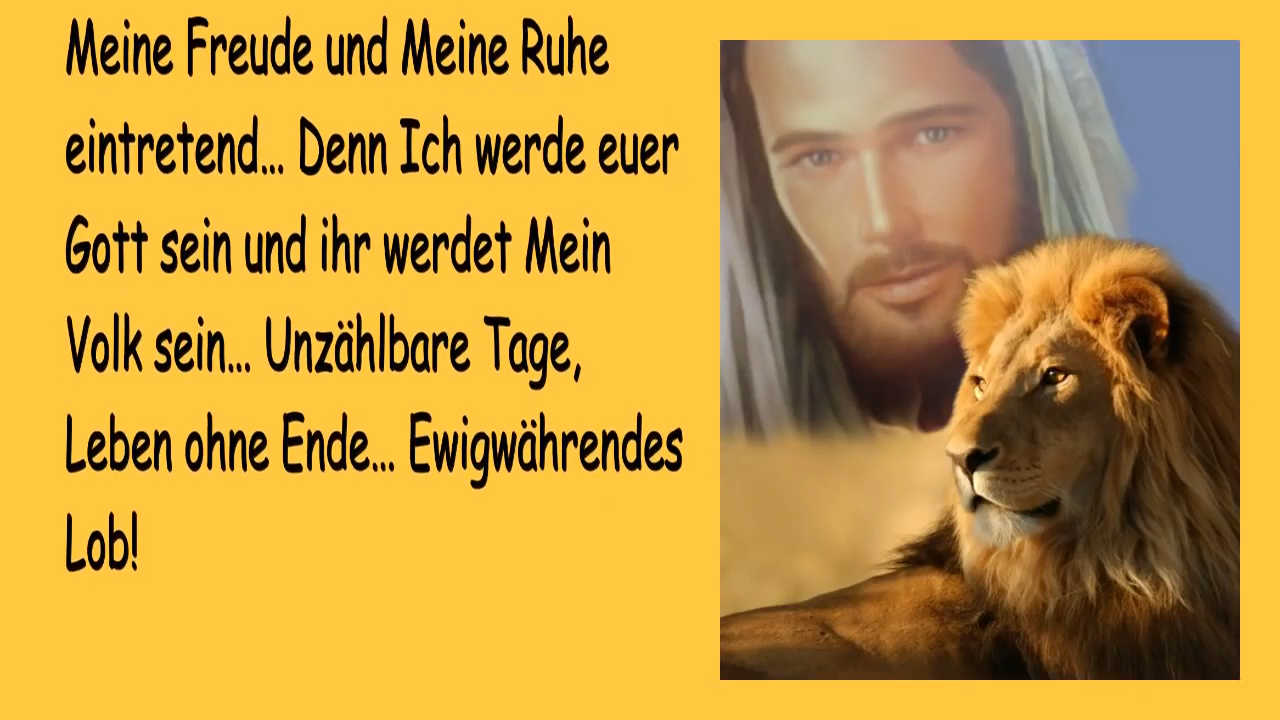 Meine Freude und Meine Ruhe
eintretend... Denn Ich werde euer
Gott sein und ihr werdet Mein
Volk sein... Unzählbare Tage,
Leben ohne Ende... Ewigwährendes
Lob!